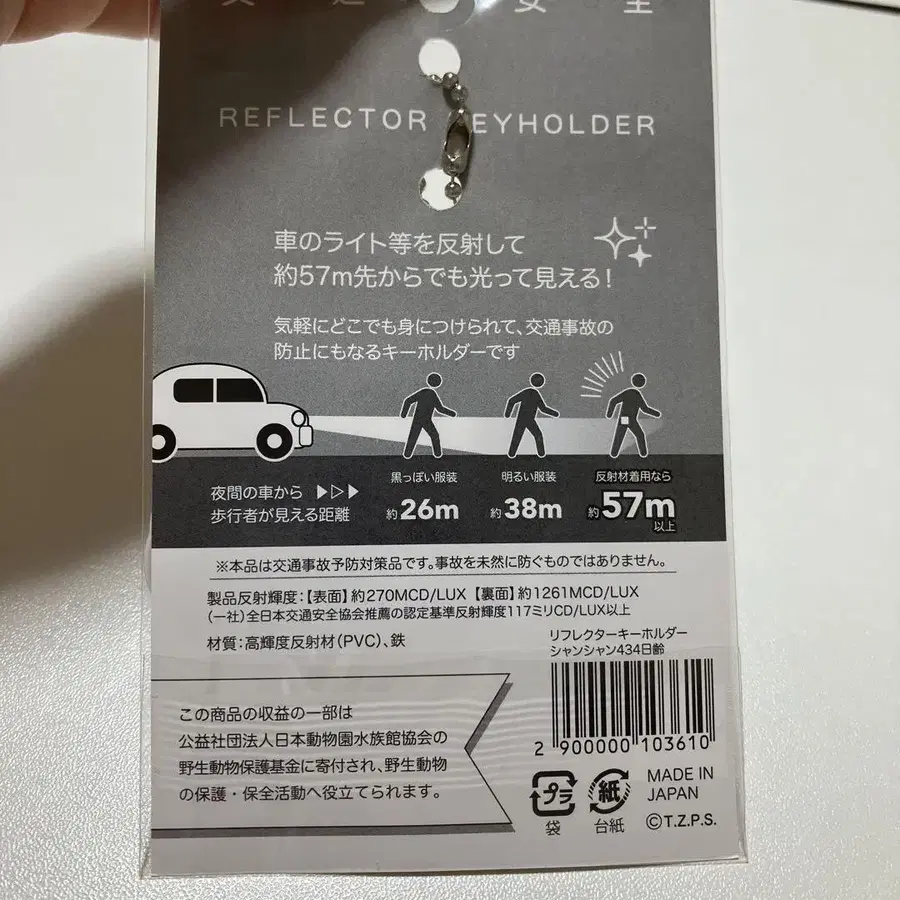 安全
REFLECTOR KEYHOLDER
車のライト等を反射して
約57m先からでも光って見える!
気軽にどこでも身につけられて、交通事故の
防止にもなるキーホルダーです
夜間の車から ▶▷▶
歩行者が見える距離
黒っぽい服装
約26m
明るい服装
約38m
反射材着用なら
約57m
以上
※本品は交通事故予防対策品です。事故を未然に防ぐものではありません。
製品反射輝度:【表面】約270MCD/LUX【裏面】約1261MCD/LUX
(一社)全日本交通安全協会推薦の認定基準反射輝度117ミリCD/LUX以上
材質:高輝度反射材(PVC)、鉄
リフレクターキーホルダー
シャンシャン434日齢
2 900000 103610
この商品の収益の一部は
公益社団法人日本動物園水族館協会の
野生動物保護基金に寄付され、野生動物
の保護・保全活動へ役立てられます。
プラ
袋
紙
台紙
MADE IN
JAPAN
©T.Z.P.S.